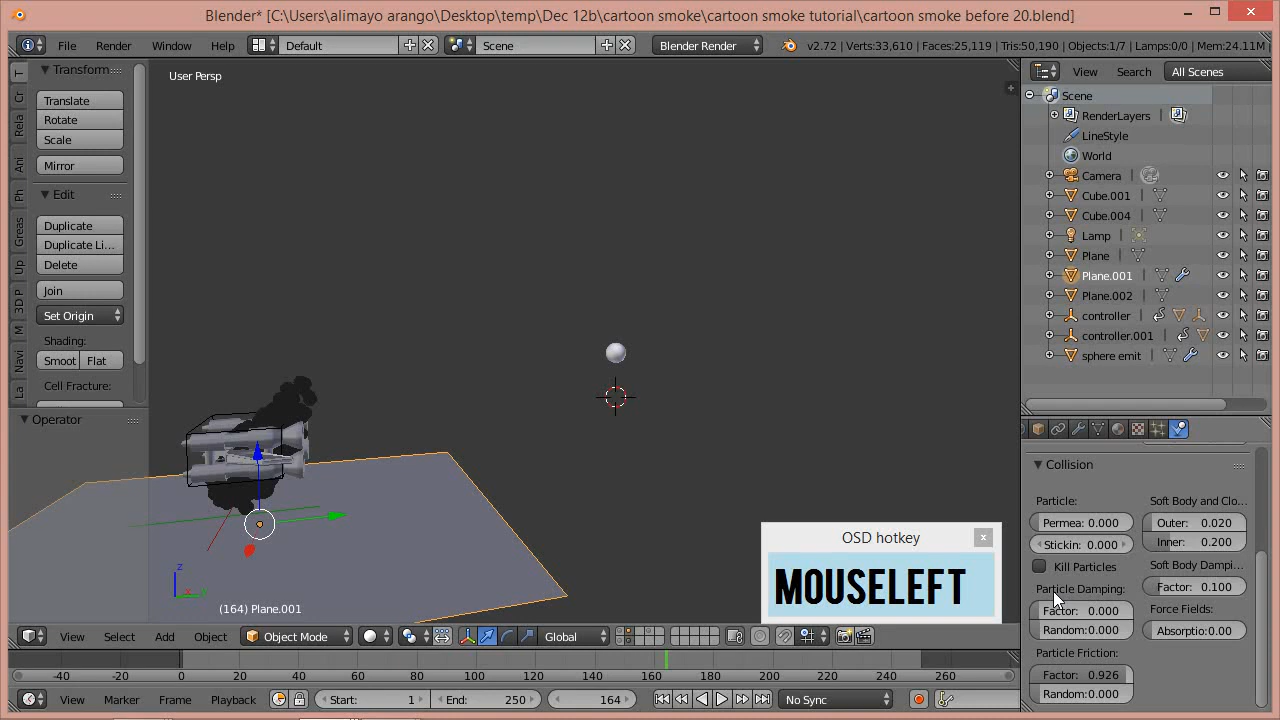 Blender* [C:\Users\alimayo arango\Desktop\temp\Dec 12b\cartoon smoke\cartoon smoke tutorial\cartoon smoke before 20.blend]
File Render Window Help Default Scene Blender Render v2.72 | Verts:33,610 | Faces:25,119 | Tris:50,190 | Objects:1/7 | Lamps:0/0 | Mem:24.11M
View Search All Scenes
Transform
Translate
Rotate
Scale
Mirror
Edit
Duplicate
Duplicate Li...
Delete
Join
Set Origin
Shading:
Smoot Flat
Cell Fracture:
Operator
T
Cr
Rela
Ani
Ph
Greas
Up
3D P
M
Navi
La
User Persp
(164) Plane.001
OSD hotkey
x
MOUSELEFT
Scene
RenderLayers
LineStyle
World
Camera
Cube.001
Cube.004
Lamp
Plane
Plane.001
Plane.002
controller
controller.001
sphere emit
Collision
Particle:
Permea: 0.000
Stickin: 0.000
Kill Particles
Particle Damping:
Factor: 0.000
Random:0.000
Particle Friction:
Factor: 0.926
Random:0.000
Soft Body and Clo...
Outer: 0.020
Inner: 0.200
Soft Body Dampi...
Factor: 0.100
Force Fields:
Absorptio:0.00
View Select Add Object Object Mode Global
-40 -20 0 20 40 60 80 100 120 140 160 180 200 220 240 260
View Marker Frame Playback Start: 1 End: 250 164 No Sync
z
x